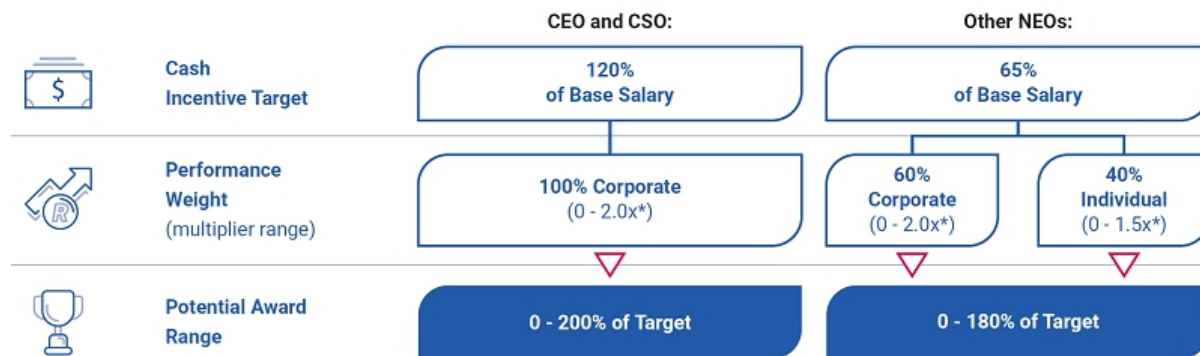 CEO and CSO:
Other NEOs:
$
Cash
Incentive Target
120%
of Base Salary
65%
of Base Salary
Performance
Weight
(multiplier range)
R
100% Corporate
(0 - 2.0x*)
60%
Corporate
(0 - 2.0x*)
40%
Individual
(0 - 1.5x*)
Potential Award
Range
0 - 200% of Target
0 - 180% of Target